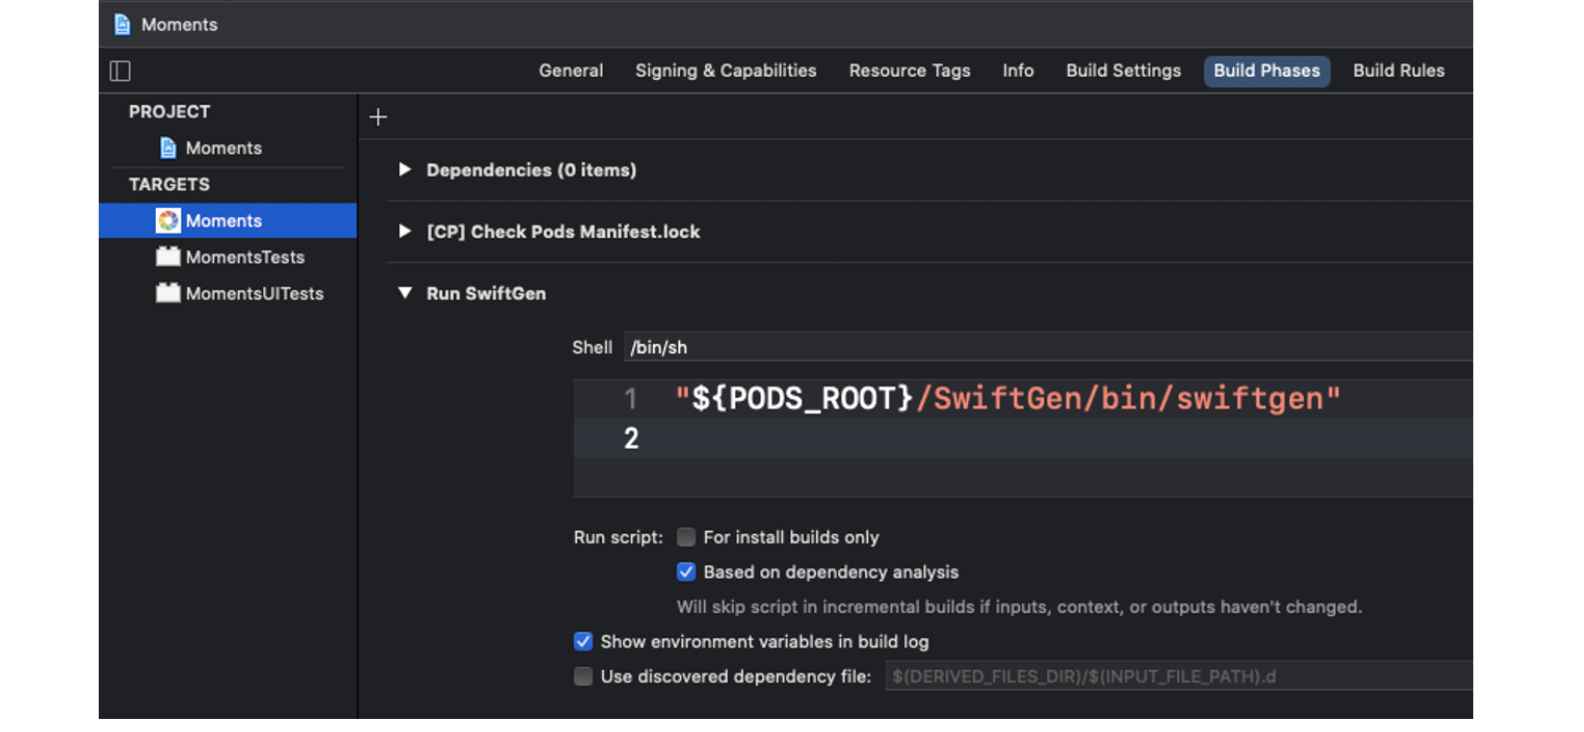 Moments
General Signing & Capabilities Resource Tags Info Build Settings Build Phases Build Rules
PROJECT
Moments
TARGETS
Moments
MomentsTests
MomentsUITests
Dependencies (0 items)
[CP] Check Pods Manifest.lock
Run SwiftGen
Shell /bin/sh
1 "${PODS_ROOT}/SwiftGen/bin/swiftgen"
2
Run script: For install builds only
Based on dependency analysis
Will skip script in incremental builds if inputs, context, or outputs haven't changed.
Show environment variables in build log
Use discovered dependency file: $(DERIVED_FILES_DIR)/$(INPUT_FILE_PATH).d